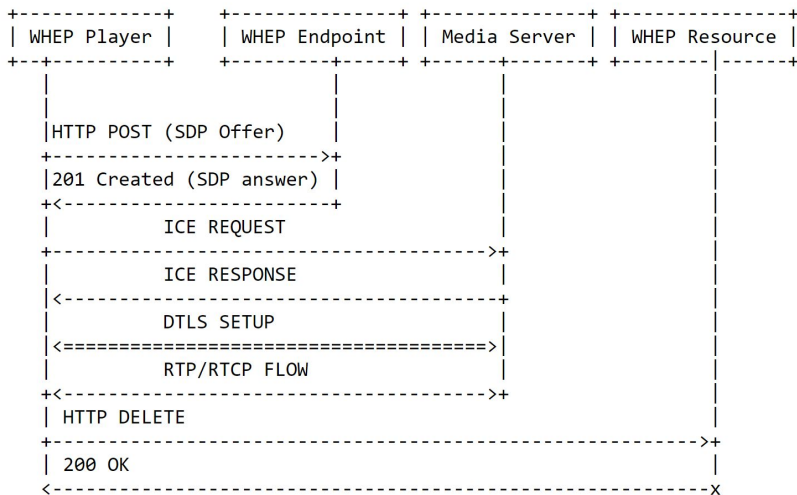 WHEP Player WHEP Endpoint Media Server WHEP Resource
HTTP POST (SDP Offer)
201 Created (SDP answer)
ICE REQUEST
ICE RESPONSE
DTLS SETUP
RTP/RTCP FLOW
HTTP DELETE
200 OK
x